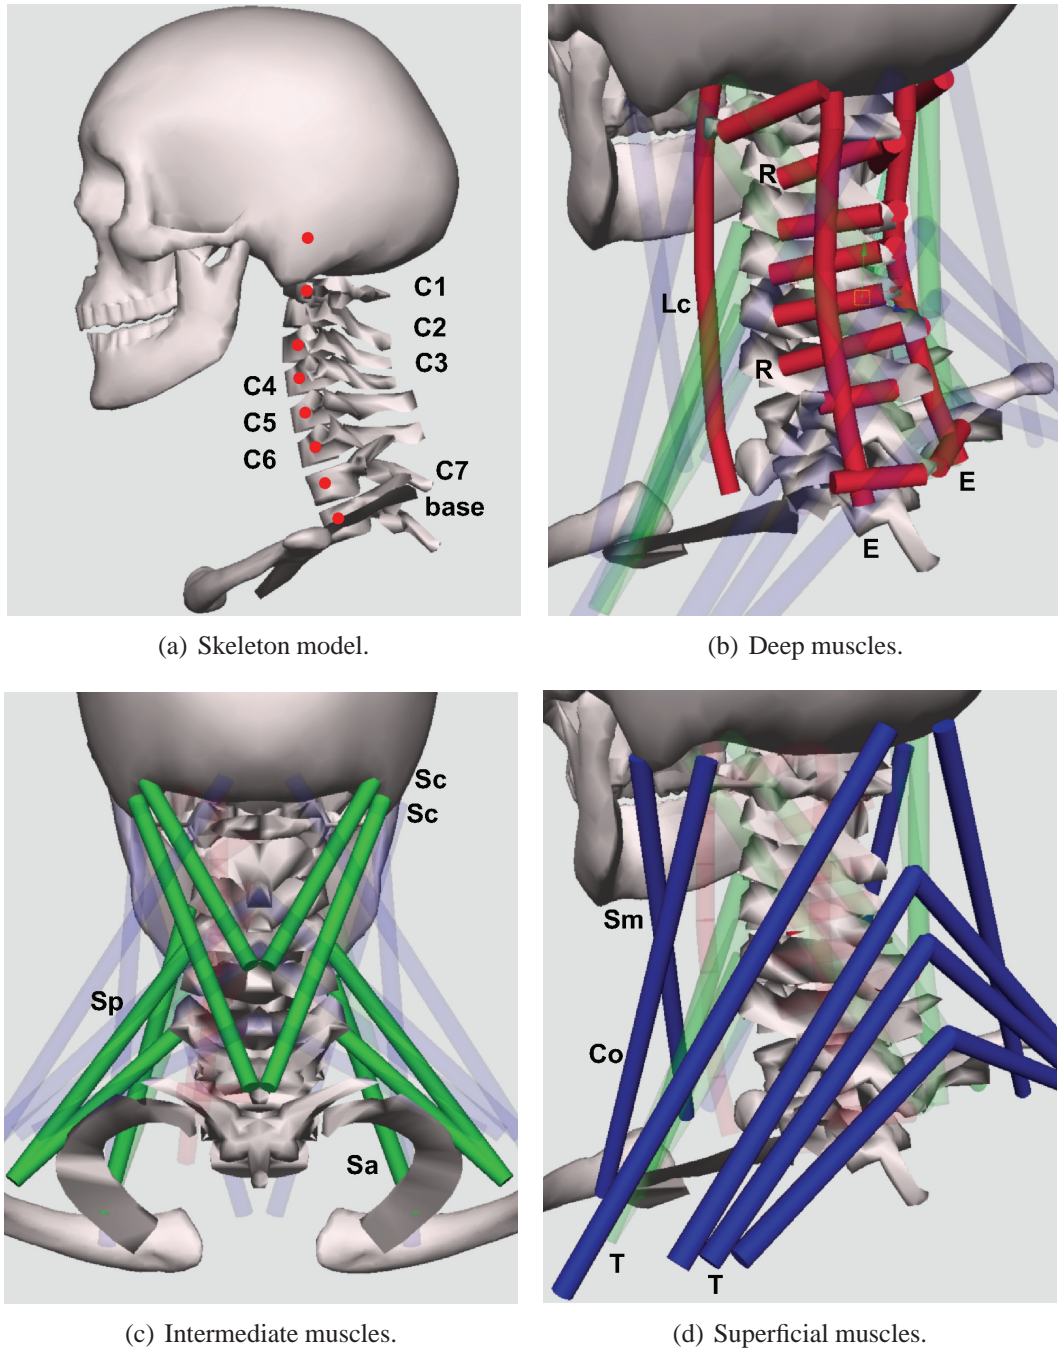 C1
C2
C3
C4
C5
C6
C7
base
(a) Skeleton model.
R
Lc
R
E
E
(b) Deep muscles.
Sc
Sc
Sp
Sa
(c) Intermediate muscles.
Sm
Co
T
T
(d) Superficial muscles.